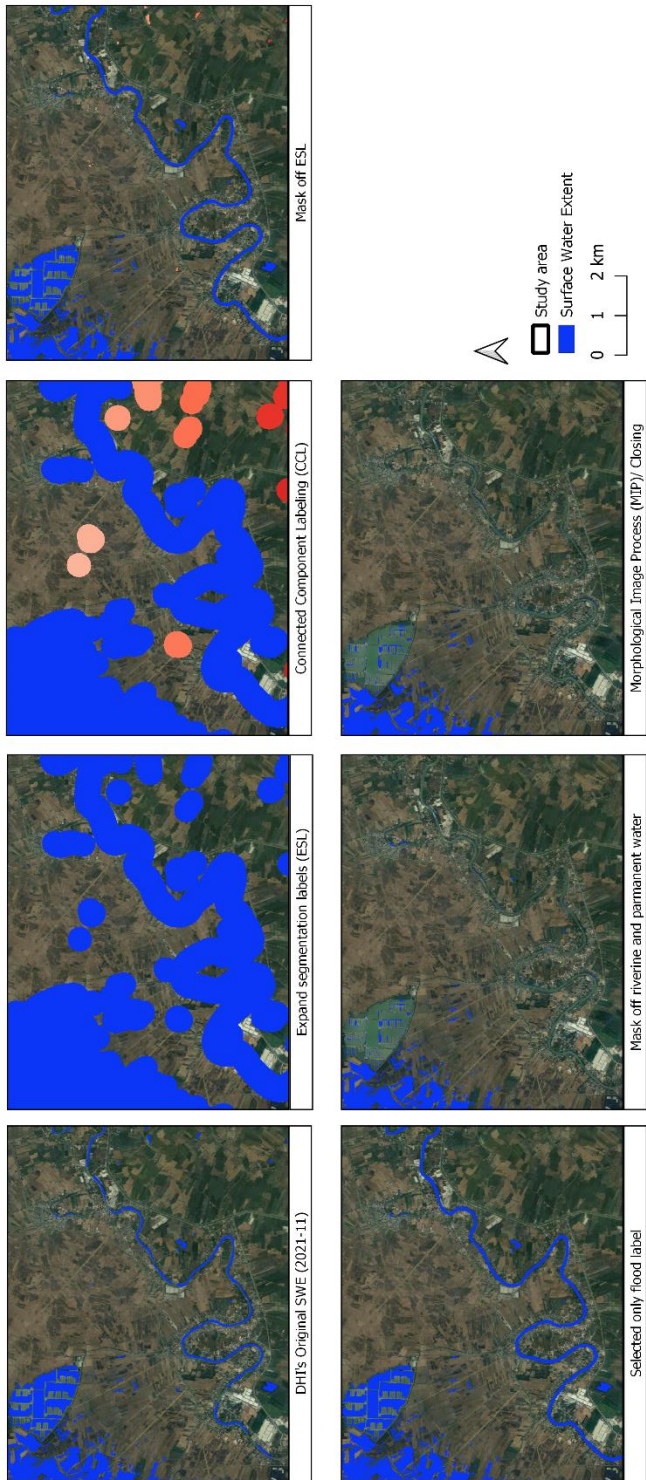 DHI's Original SWE (2021-11)
Expand segmentation labels (ESL)
Connected Component Labeling (CCL)
Mask off ESL
Selected only flood label
Mask off riverine and parmanent water
Morphological Image Process (MIP)/ Closing
Study area
Surface Water Extent
0 1 2 km